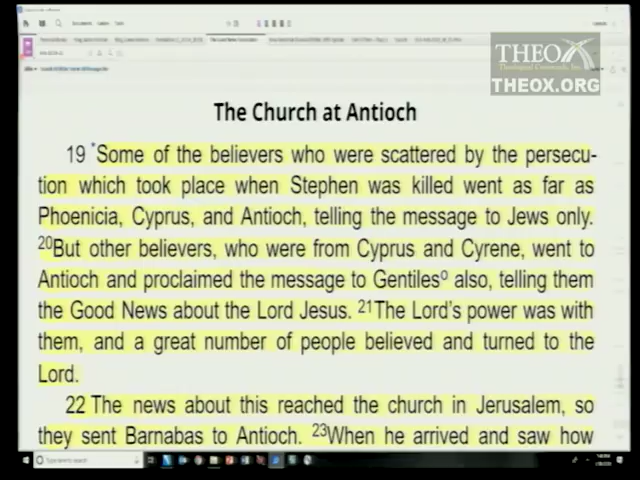 THEOX
THEOX.ORG
The Church at Antioch
19 *Some of the believers who were scattered by the persecu-
tion which took place when Stephen was killed went as far as
Phoenicia, Cyprus, and Antioch, telling the message to Jews only.
20But other believers, who were from Cyprus and Cyrene, went to
Antioch and proclaimed the message to Gentilesº also, telling them
the Good News about the Lord Jesus. 21The Lord's power was with
them, and a great number of people believed and turned to the
Lord.
22 The news about this reached the church in Jerusalem, so
they sent Barnabas to Antioch. 23When he arrived and saw how